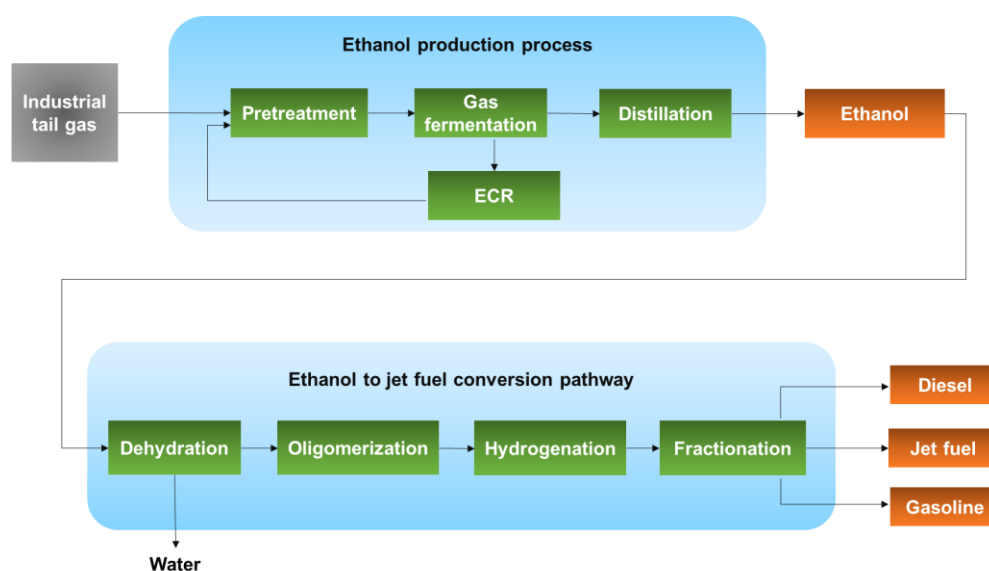 Ethanol production process
Industrial
tail gas
Pretreatment
Gas
fermentation
Distillation
Ethanol
ECR
Ethanol to jet fuel conversion pathway
Dehydration
Oligomerization
Hydrogenation
Fractionation
Diesel
Jet fuel
Gasoline
Water